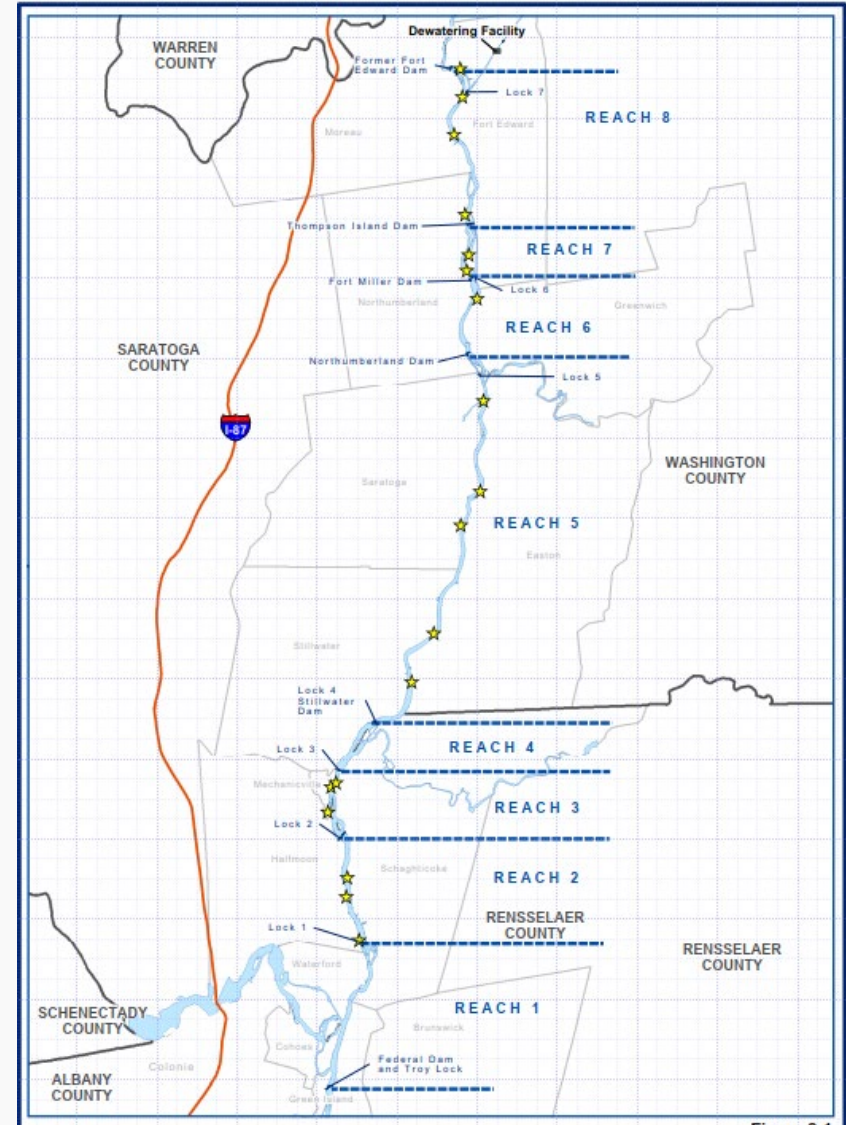 Dewatering Facility
WARREN
COUNTY
Former Fort
Edward Dam
Lock 7
REACH 8
Fort Edward
Moreau
Thompson Island Dam
REACH 7
Fort Miller Dam
Lock 6
Northumberland
Greenwich
REACH 6
SARATOGA
COUNTY
Northumberland Dam
Lock 5
I-87
WASHINGTON
COUNTY
Saratoga
REACH 5
Easton
Stillwater
Lock 4
Stillwater
Dam
REACH 4
Lock 3
Mechanicville
REACH 3
Lock 2
Halfmoon
Schaghticoke
REACH 2
RENSSELAER
COUNTY
Lock 1
RENSSELAER
COUNTY
Waterford
REACH 1
SCHENECTADY
COUNTY
Brunswick
Cohoes
Colonie
Federal Dam
and Troy Lock
ALBANY
COUNTY
Green Island